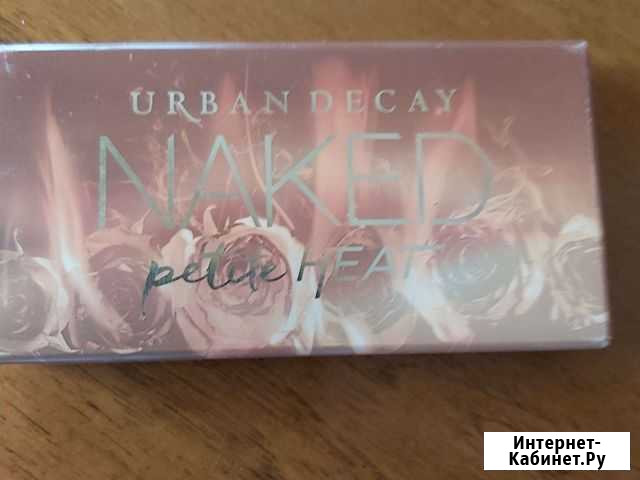 URBAN DECAY
NAKED
petite HEAT
Интернет-
Кабинет.Ру